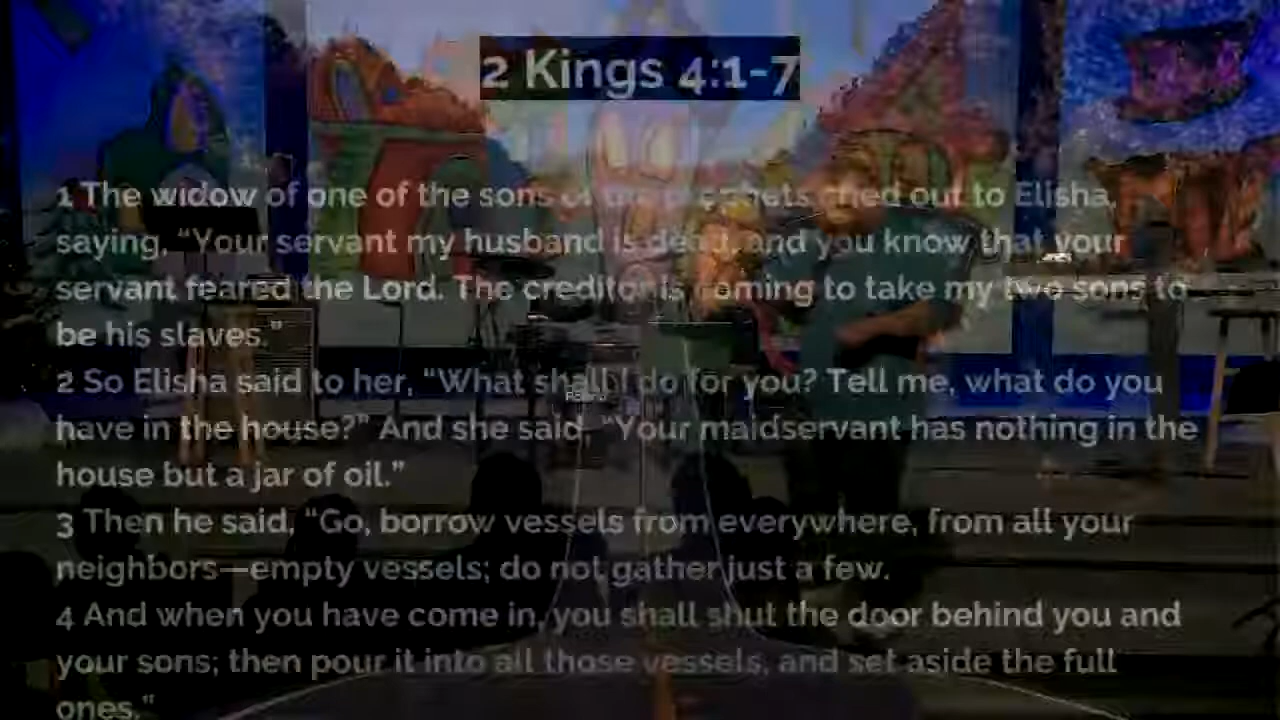 2 Kings 4:1-7
1 The widow of one of the sons of the prophets cried out to Elisha,
saying, “Your servant my husband is dead, and you know that your
servant feared the Lord. The creditor is coming to take my two sons to
be his slaves.”
2 So Elisha said to her, “What shall I do for you? Tell me, what do you
have in the house?” And she said, “Your maidservant has nothing in the
house but a jar of oil.”
3 Then he said, “Go, borrow vessels from everywhere, from all your
neighbors—empty vessels; do not gather just a few.
4 And when you have come in, you shall shut the door behind you and
your sons; then pour it into all those vessels, and set aside the full
ones.”